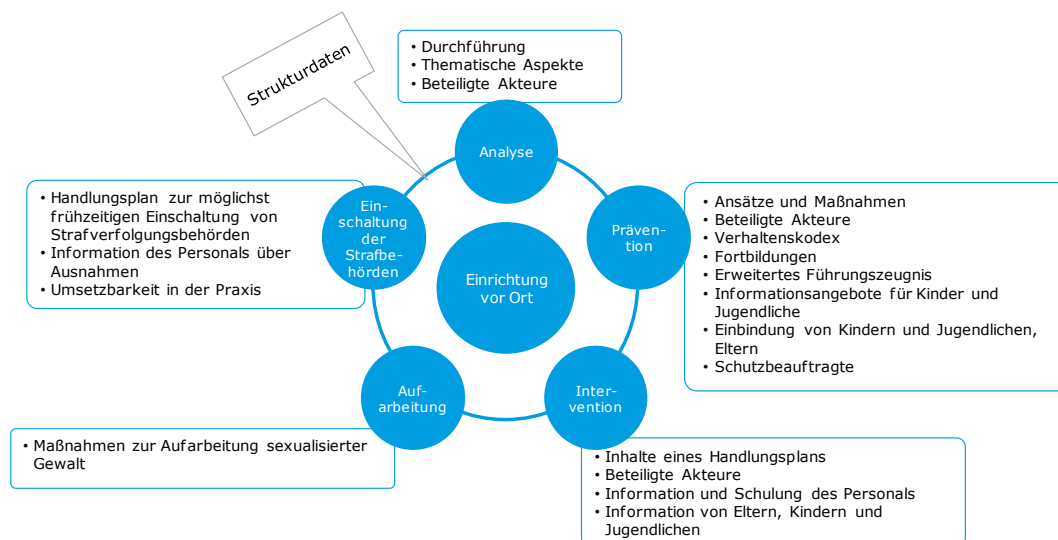 Strukturdaten
• Durchführung
• Thematische Aspekte
• Beteiligte Akteure
Analyse
• Handlungsplan zur möglichst
frühzeitigen Einschaltung von
Strafverfolgungsbehörden
• Information des Personals über
Ausnahmen
• Umsetzbarkeit in der Praxis
Ein-
schaltung
der
Strafbe-
hörden
Einrichtung
vor Ort
Präven-
tion
• Ansätze und Maßnahmen
• Beteiligte Akteure
• Verhaltenskodex
• Fortbildungen
• Erweitertes Führungszeugnis
• Informationsangebote für Kinder und
Jugendliche
• Einbindung von Kindern und Jugendlichen,
Eltern
• Schutzbeauftragte
Auf-
arbeitung
Inter-
vention
• Maßnahmen zur Aufarbeitung sexualisierter
Gewalt
• Inhalte eines Handlungsplans
• Beteiligte Akteure
• Information und Schulung des Personals
• Information von Eltern, Kindern und
Jugendlichen